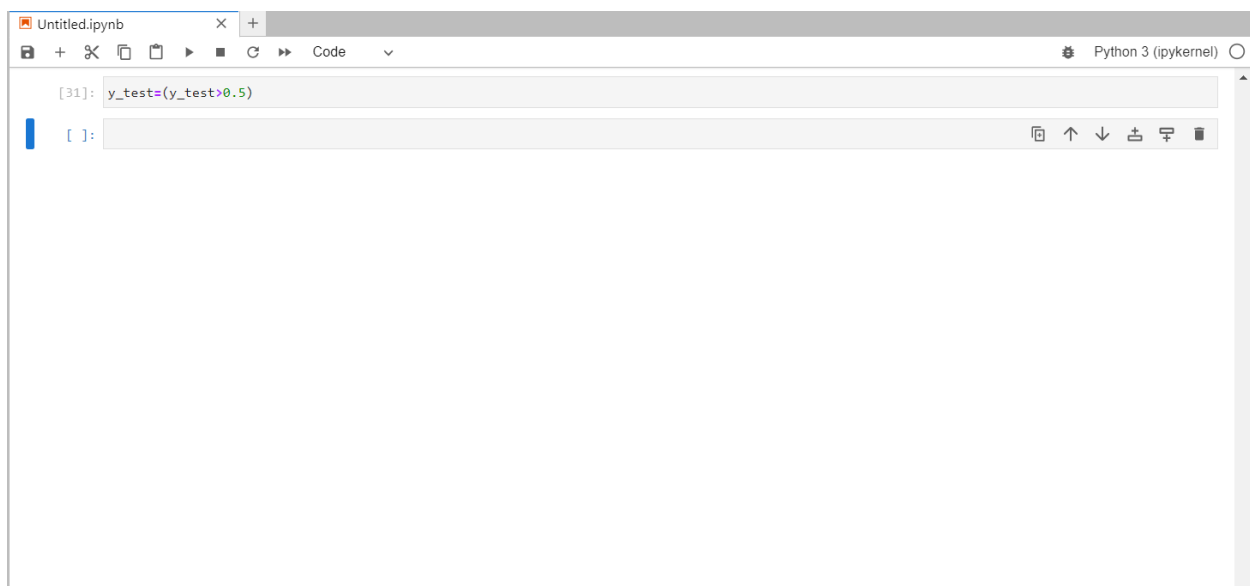 Untitled.ipynb
Code
Python 3 (ipykernel)
[31]: y_test=(y_test>0.5)
[ ]: